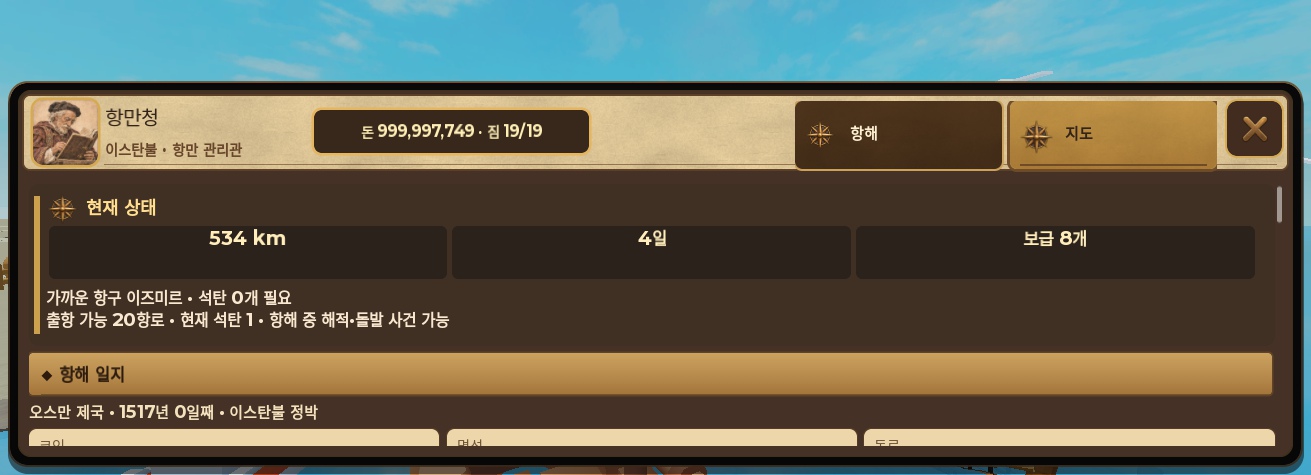 항만청
이스탄불 • 항만 관리관
돈 999,997,749 · 짐 19/19
항해
지도
현재 상태
534 km
4일
보급 8개
가까운 항구 이즈미르 • 석탄 0개 필요
출항 가능 20항로 • 현재 석탄 1 • 항해 중 해적•돌발 사건 가능
◆ 항해 일지
오스만 제국 • 1517년 0일째 • 이스탄불 정박